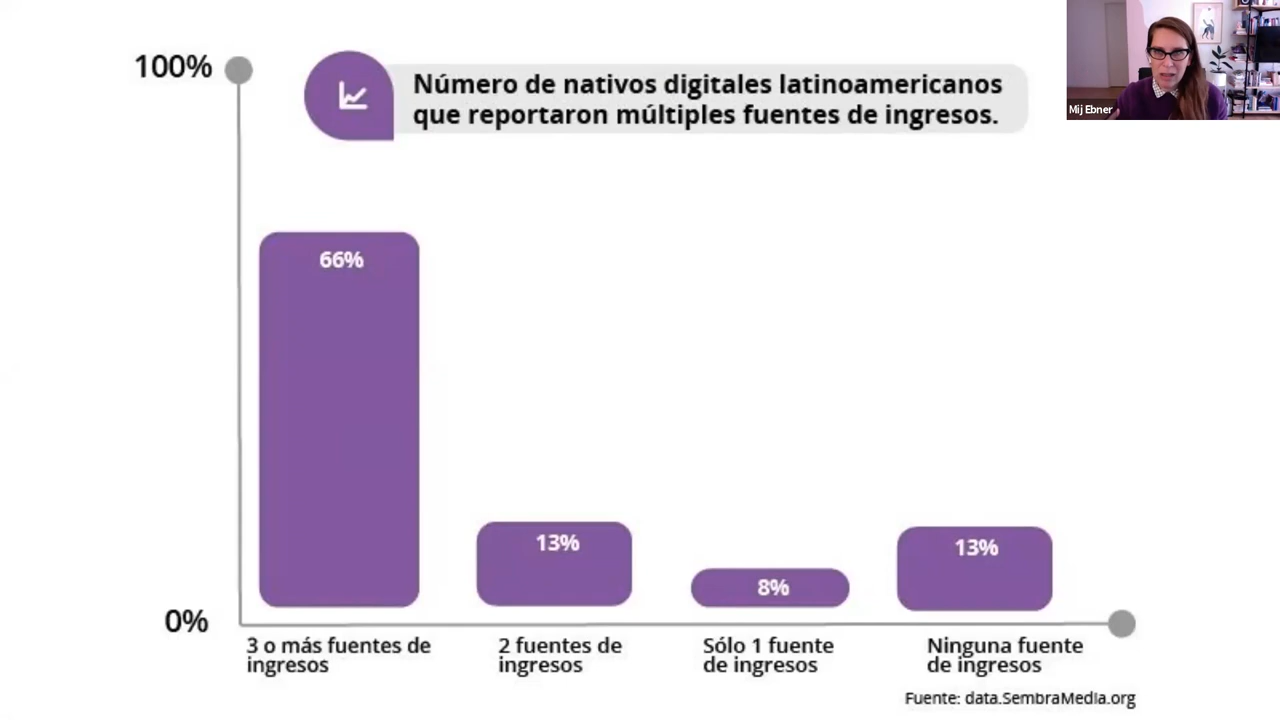 100%
Número de nativos digitales latinoamericanos
que reportaron múltiples fuentes de ingresos.
Mij Ebner
66%
13%
8%
13%
0%
3 o más fuentes de
ingresos
2 fuentes de
ingresos
Sólo 1 fuente
de ingresos
Ninguna fuente
de ingresos
Fuente: data.SembraMedia.org